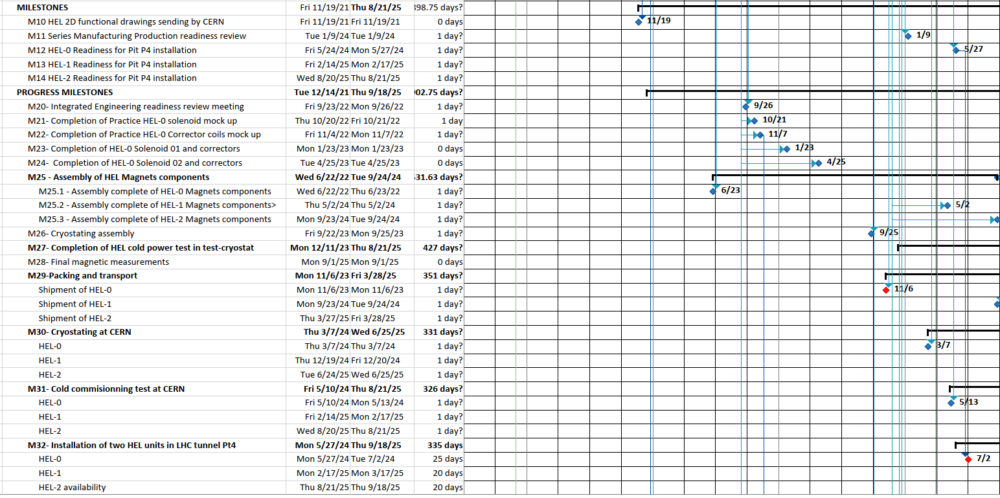 MILESTONES Fri 11/19/21 Thu 8/21/25 898.75 days?
M10 HEL 2D functional drawings sending by CERN Fri 11/19/21 Fri 11/19/21 0 days 11/19
M11 Series Manufacturing Production readiness review Tue 1/9/24 Tue 1/9/24 1 day? 1/9
M12 HEL-0 Readiness for Pit P4 installation Fri 5/24/24 Mon 5/27/24 1 day? 5/27
M13 HEL-1 Readiness for Pit P4 installation Fri 2/14/25 Mon 2/17/25 1 day?
M14 HEL-2 Readiness for Pit P4 installation Wed 8/20/25 Thu 8/21/25 1 day?
PROGRESS MILESTONES Tue 12/14/21 Thu 9/18/25 02.75 days?
M20- Integrated Engineering readiness review meeting Fri 9/23/22 Mon 9/26/22 1 day? 9/26
M21- Completion of Practice HEL-0 solenoid mock up Thu 10/20/22 Fri 10/21/22 1 day 10/21
M22- Completion of Practice HEL-0 Corrector coils mock up Fri 11/4/22 Mon 11/7/22 1 day? 11/7
M23- Completion of HEL-0 Solenoid 01 and correctors Mon 1/23/23 Mon 1/23/23 0 days 1/23
M24- Completion of HEL-0 Solenoid 02 and correctors Tue 4/25/23 Tue 4/25/23 0 days 4/25
M25 - Assembly of HEL Magnets components Wed 6/22/22 Tue 9/24/24 31.63 days?
M25.1 - Assembly complete of HEL-0 Magnets components Wed 6/22/22 Thu 6/23/22 1 day? 6/23
M25.2 - Assembly complete of HEL-1 Magnets components> Thu 5/2/24 Thu 5/2/24 1 day? 5/2
M25.3 - Assembly complete of HEL-2 Magnets components Mon 9/23/24 Tue 9/24/24 1 day?
M26- Cryostating assembly Fri 9/22/23 Mon 9/25/23 1 day? 9/25
M27- Completion of HEL cold power test in test-cryostat Mon 12/11/23 Thu 8/21/25 427 days?
M28- Final magnetic measurements Mon 9/1/25 Mon 9/1/25 0 days
M29-Packing and transport Mon 11/6/23 Fri 3/28/25 351 days?
Shipment of HEL-0 Mon 11/6/23 Mon 11/6/23 1 day? 11/6
Shipment of HEL-1 Mon 9/23/24 Tue 9/24/24 1 day?
Shipment of HEL-2 Thu 3/27/25 Fri 3/28/25 1 day?
M30- Cryostating at CERN Thu 3/7/24 Wed 6/25/25 331 days?
HEL-0 Thu 3/7/24 Thu 3/7/24 1 day? 3/7
HEL-1 Thu 12/19/24 Fri 12/20/24 1 day?
HEL-2 Tue 6/24/25 Wed 6/25/25 1 day?
M31- Cold commisionning test at CERN Fri 5/10/24 Thu 8/21/25 326 days?
HEL-0 Fri 5/10/24 Mon 5/13/24 1 day? 5/13
HEL-1 Fri 2/14/25 Mon 2/17/25 1 day?
HEL-2 Wed 8/20/25 Thu 8/21/25 1 day?
M32- Installation of two HEL units in LHC tunnel Pt4 Mon 5/27/24 Thu 9/18/25 335 days
HEL-0 Mon 5/27/24 Tue 7/2/24 25 days 7/2
HEL-1 Mon 2/17/25 Mon 3/17/25 20 days
HEL-2 availability Thu 8/21/25 Thu 9/18/25 20 days